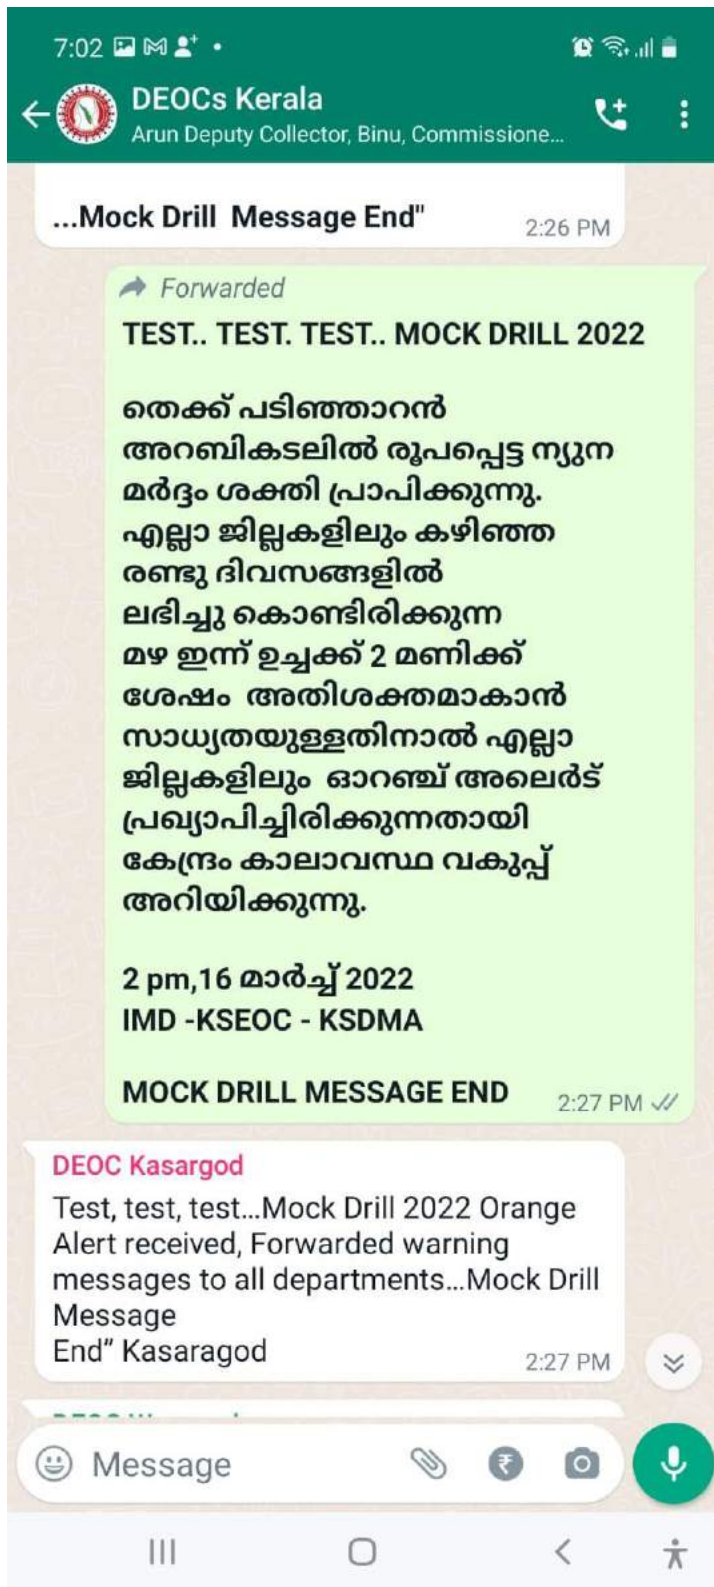 7:02
DEOCs Kerala
Arun Deputy Collector, Binu, Commissione...
...Mock Drill  Message End"
2:26 PM
Forwarded
TEST.. TEST. TEST.. MOCK DRILL 2022
തെക്ക് പടിഞ്ഞാറൻ
അറബികടലിൽ രൂപപ്പെട്ട ന്യുന
മർദ്ദം ശക്തി പ്രാപിക്കുന്നു.
എല്ലാ ജില്ലകളിലും കഴിഞ്ഞ
രണ്ടു ദിവസങ്ങളിൽ
ലഭിച്ചു കൊണ്ടിരിക്കുന്ന
മഴ ഇന്ന് ഉച്ചക്ക് 2 മണിക്ക്
ശേഷം  അതിശക്തമാകാൻ
സാധ്യതയുള്ളതിനാൽ എല്ലാ
ജില്ലകളിലും  ഓറഞ്ച് അലെർട്
പ്രഖ്യാപിച്ചിരിക്കുന്നതായി
കേന്ദ്രം കാലാവസ്ഥ വകുപ്പ്
അറിയിക്കുന്നു.
2 pm,16 മാർച്ച് 2022
IMD -KSEOC - KSDMA
MOCK DRILL MESSAGE END
2:27 PM
DEOC Kasargod
Test, test, test...Mock Drill 2022 Orange
Alert received, Forwarded warning
messages to all departments...Mock Drill
Message
End” Kasaragod
2:27 PM
Message